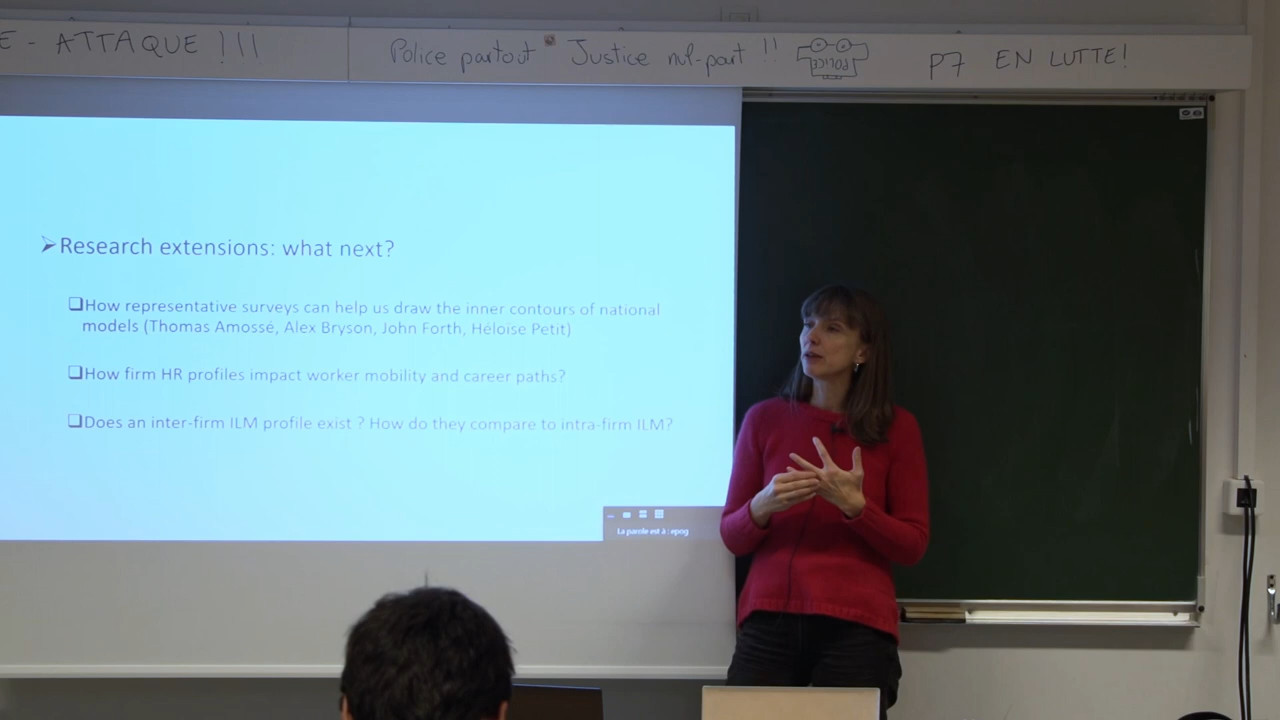 E - ATTAQUE !!!
Police partout Justice nul-part !!
POLICE
P7 EN LUTTE!
➢Research extensions: what next?
❑How representative surveys can help us draw the inner contours of national
models (Thomas Amossé, Alex Bryson, John Forth, Héloïse Petit)
❑How firm HR profiles impact worker mobility and career paths?
❑Does an inter-firm ILM profile exist ? How do they compare to intra-firm ILM?
La parole est à : epog